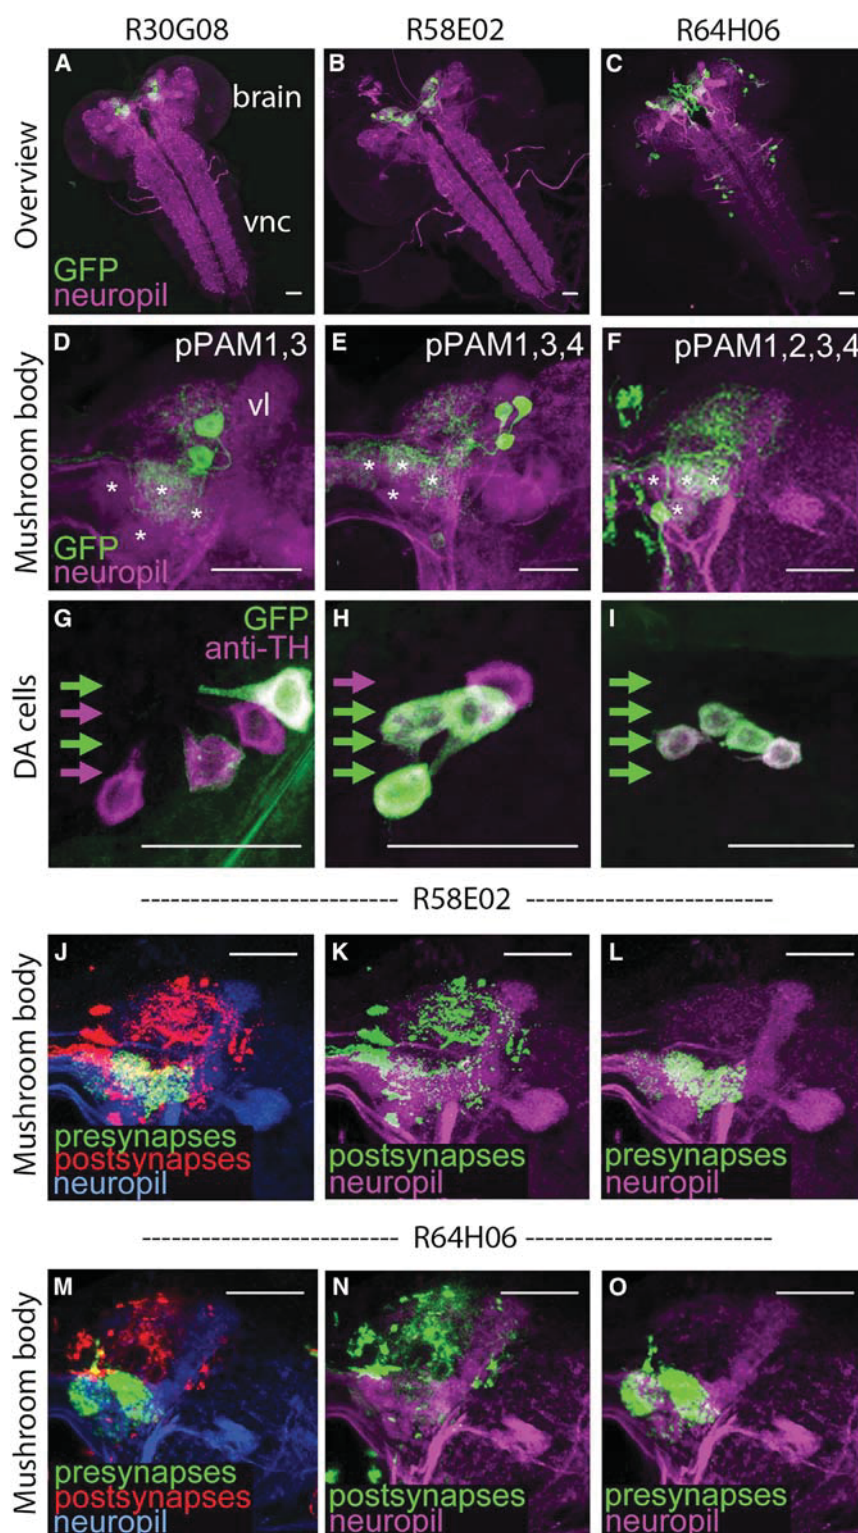 R30G08 R58E02 R64H06
Overview
A B C
brain
vnc
GFP
neuropil
Mushroom body
D pPAM1,3 E pPAM1,3,4 F pPAM1,2,3,4
vl
* * * * * * * * * * * *
GFP
neuropil
DA cells
G GFP H I
anti-TH
-------------------------- R58E02 --------------------------
Mushroom body
J K L
presynapses postsynapses presynapses
postsynapses neuropil neuropil
neuropil
-------------------------- R64H06 --------------------------
Mushroom body
M N O
presynapses postsynapses presynapses
postsynapses neuropil neuropil
neuropil